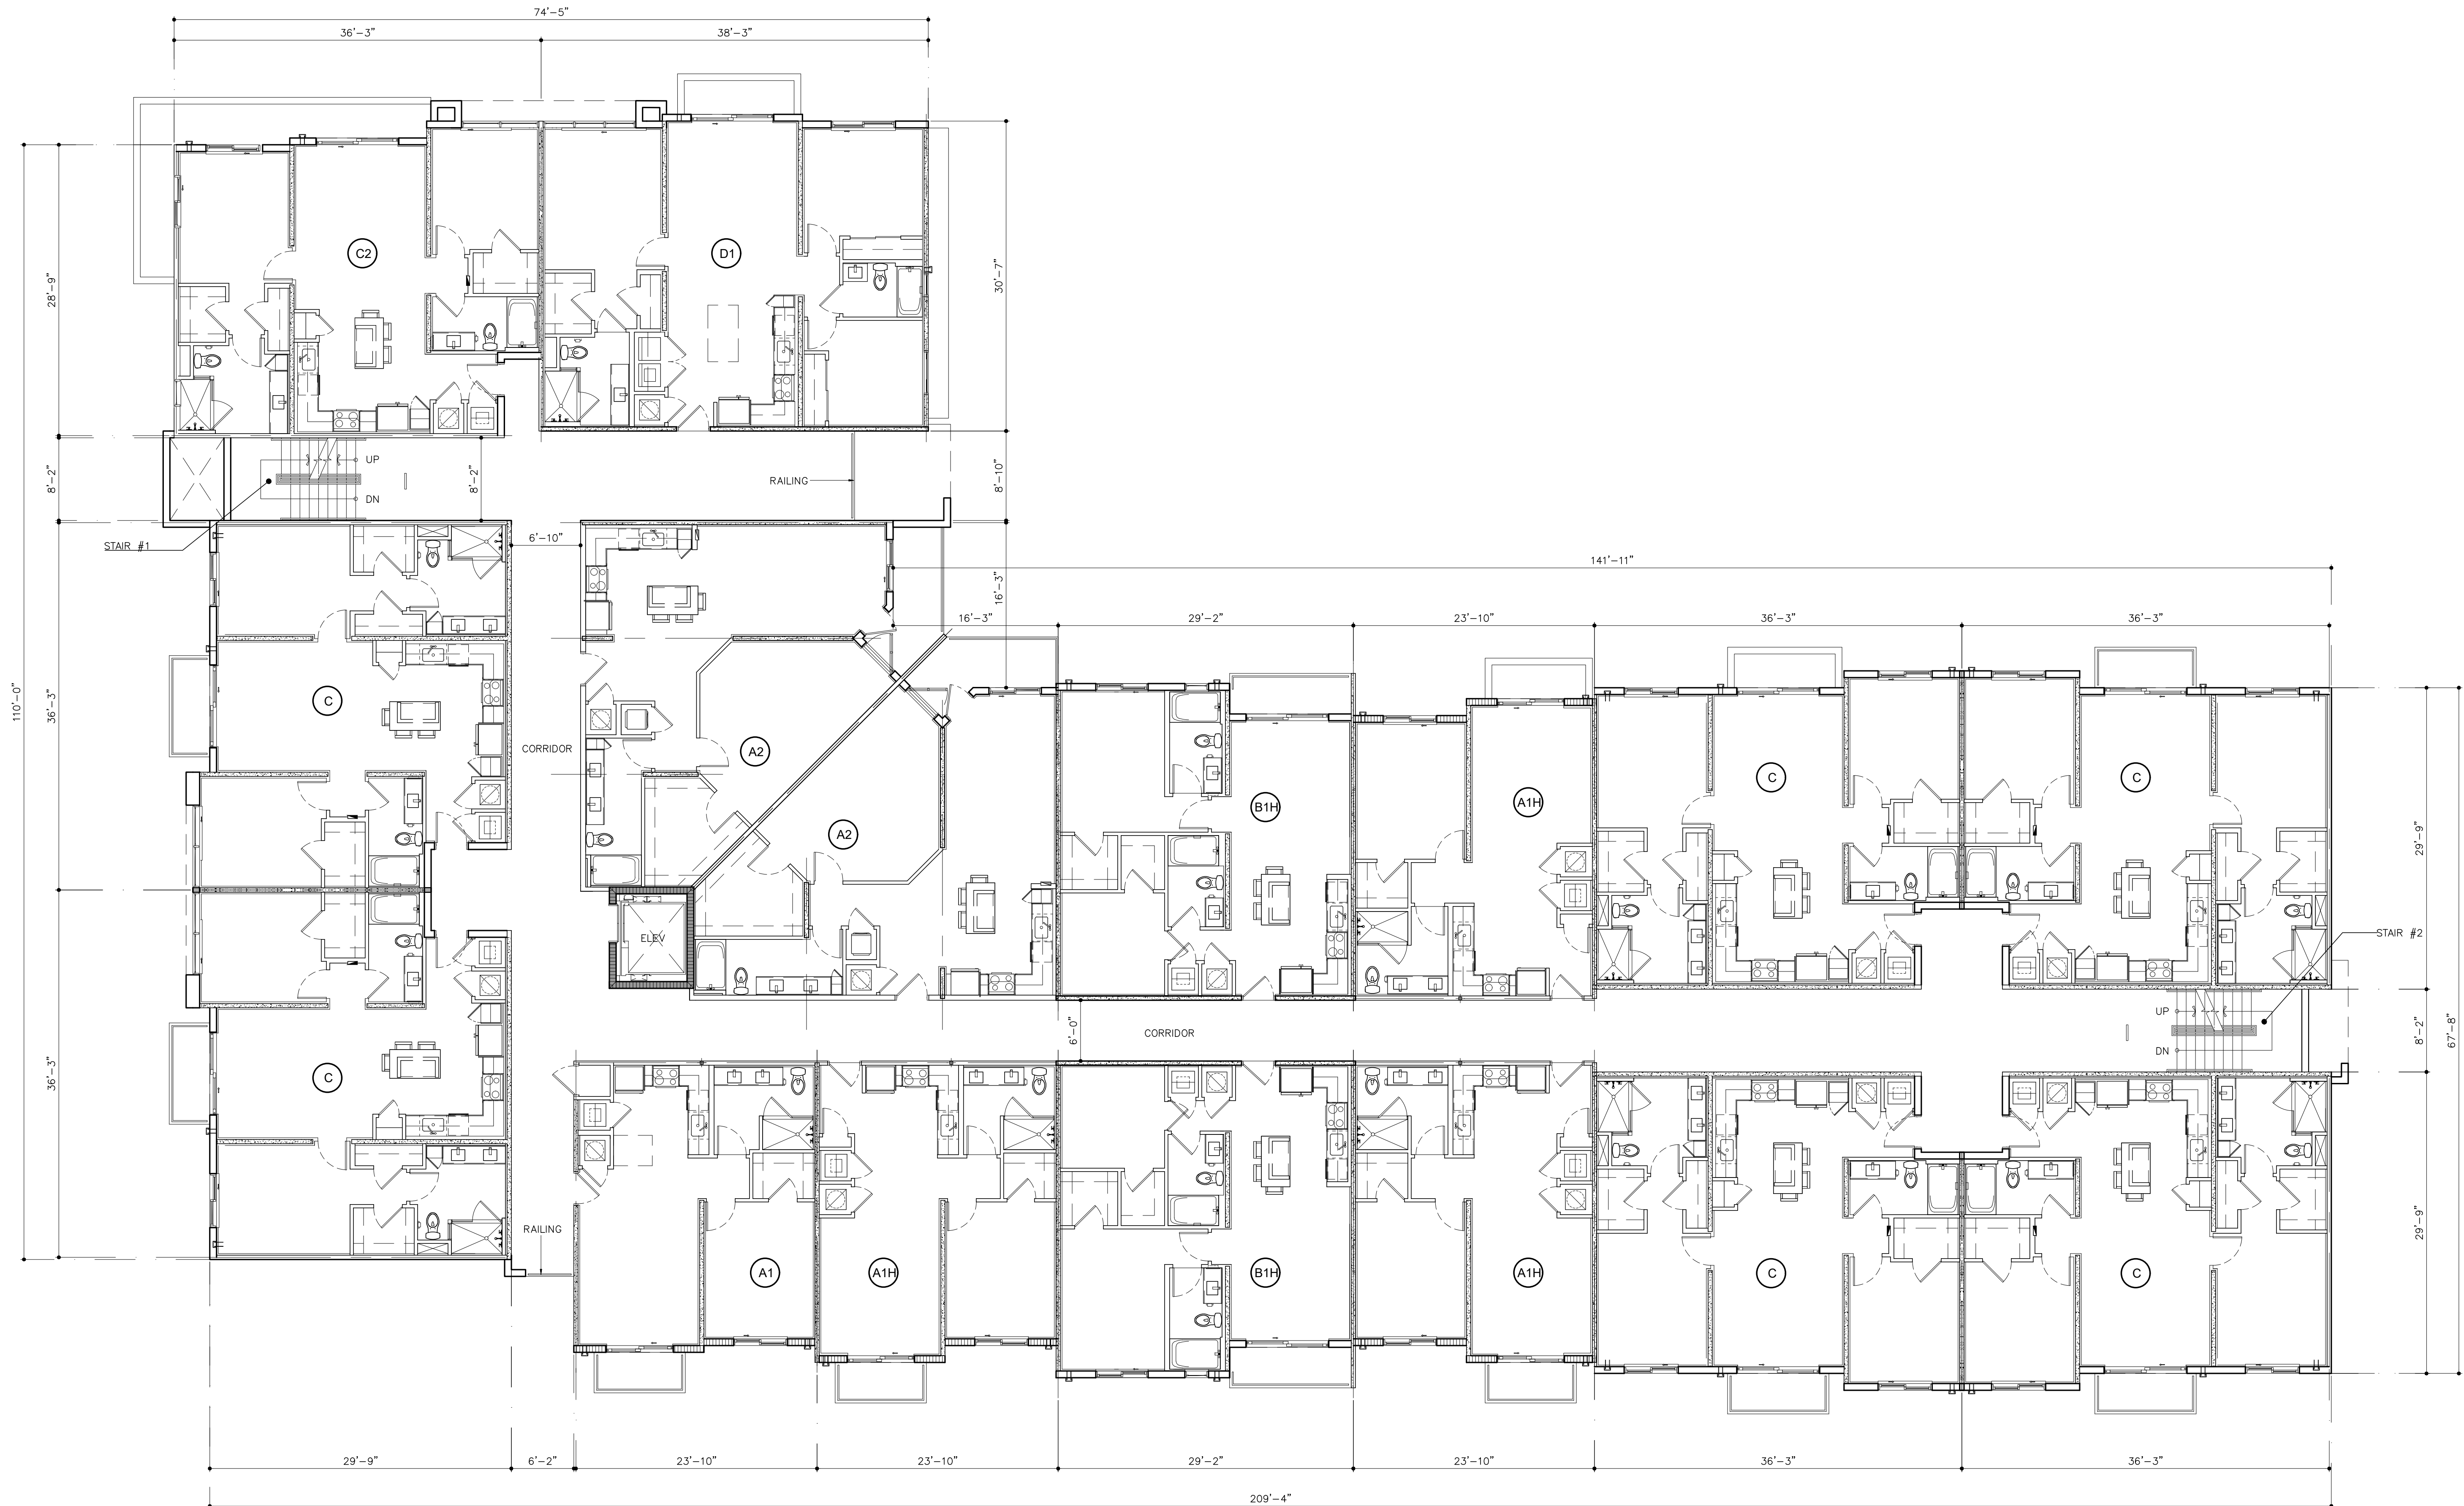 74'-5"
36'-3"
38'-3"
C2
D1
28'-9"
30'-7"
110'-0"
UP
DN
8'-2"
8'-2"
RAILING
8'-10"
STAIR #1
6'-10"
141'-11"
16'-3"
16'-3"
29'-2"
23'-10"
36'-3"
36'-3"
36'-3"
C
CORRIDOR
A2
A2
B1H
A1H
C
C
29'-9"
ELEV
STAIR #2
UP
DN
6'-0"
CORRIDOR
8'-2"
67'-8"
36'-3"
C
RAILING
A1
A1H
B1H
A1H
C
C
29'-9"
29'-9"
6'-2"
23'-10"
23'-10"
29'-2"
23'-10"
36'-3"
36'-3"
209'-4"